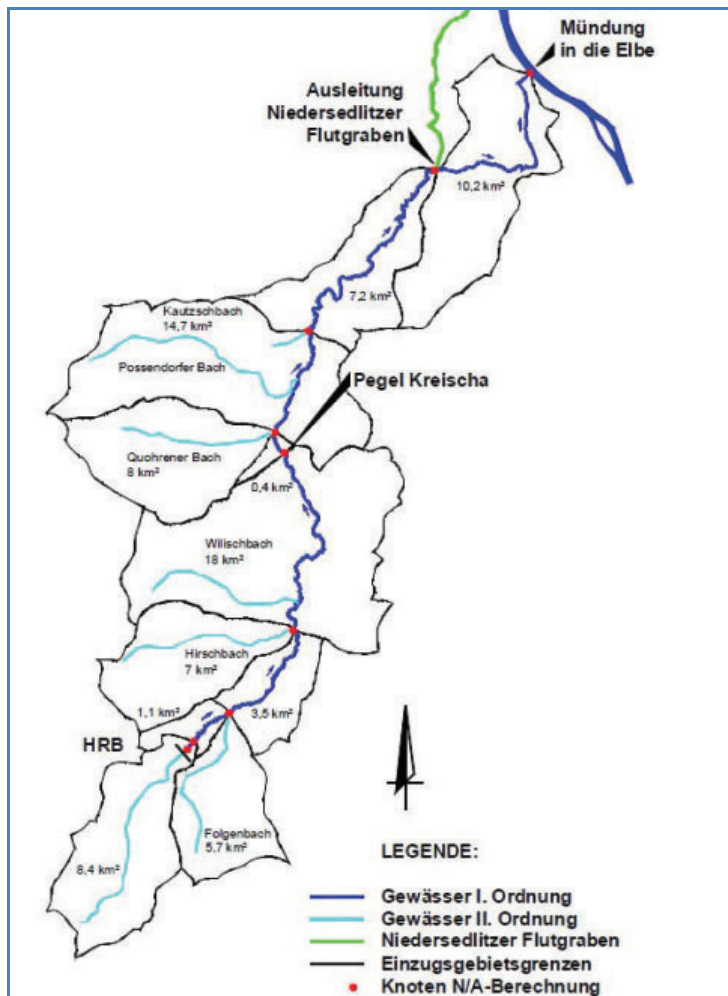 Mündung
in die Elbe
Ausleitung
Niedersedlitzer
Flutgraben
10,2 km²
7,2 km²
Kautzschbach
14,7 km²
Possendorfer Bach
Pegel Kreischa
Quohrener Bach
8 km²
0,4 km²
Wilischbach
18 km²
Hirschbach
7 km²
1,1 km²
3,5 km²
HRB
Folgenbach
5,7 km²
8,4 km²
LEGENDE:
Gewässer I. Ordnung
Gewässer II. Ordnung
Niedersedlitzer Flutgraben
Einzugsgebietsgrenzen
Knoten N/A-Berechnung